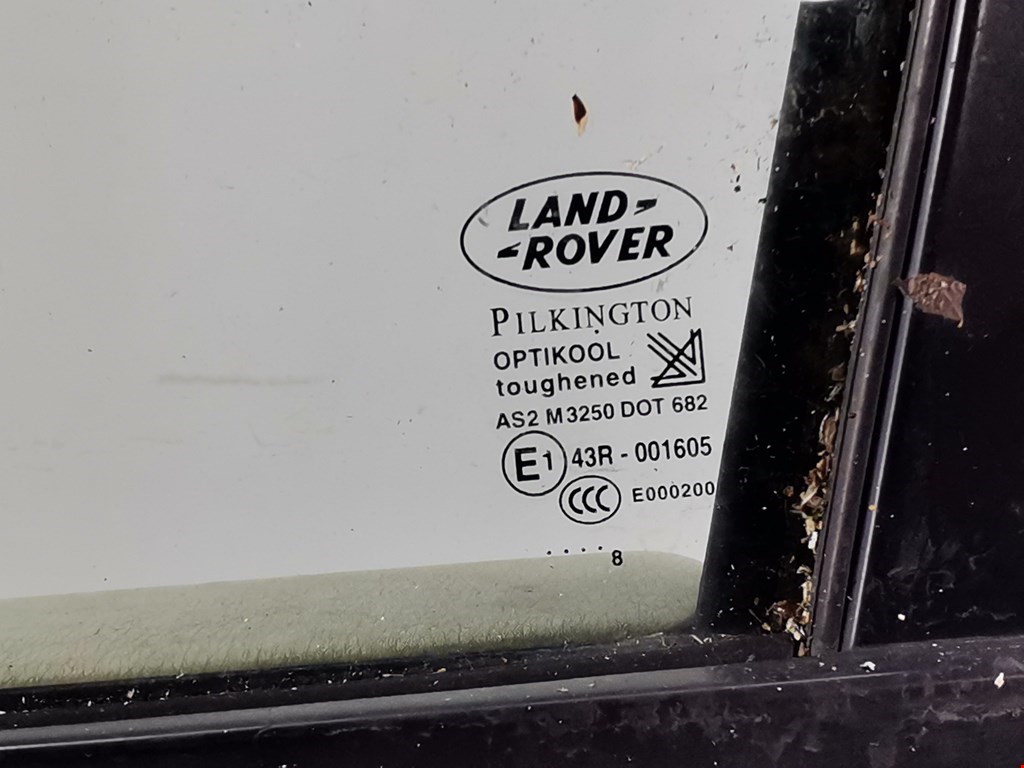 LAND-
-ROVER
PILKINGTON
OPTIKOOL
toughened
AS2 M3250 DOT 682
E1 43R - 001605
CCC E000200
.... 8